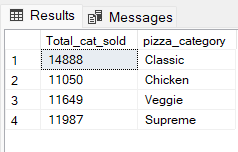 Results Messages
Total_cat_sold pizza_category
1 14888 Classic
2 11050 Chicken
3 11649 Veggie
4 11987 Supreme